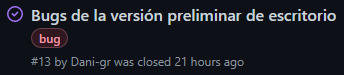 Bugs de la versión preliminar de escritorio
bug
#13 by Dani-gr was closed 21 hours ago